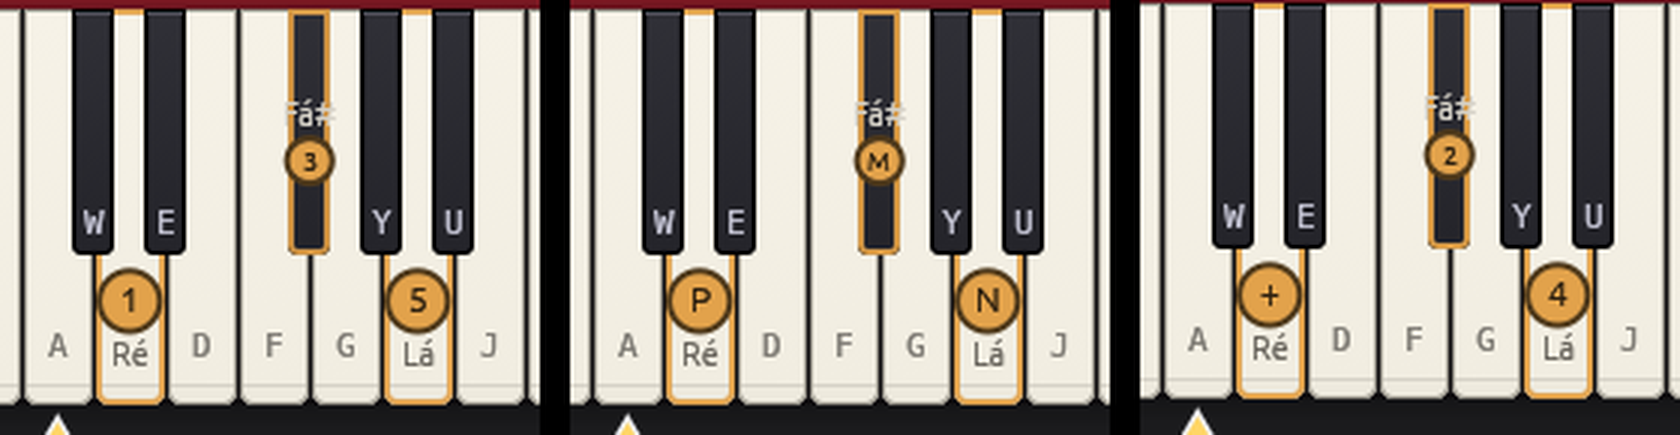 Fá# Fá# Fá#
3 M 2
W E Y U W E Y U W E Y U
1 5 P N + 4
A D F G J A D F G J A D F G J
Ré Lá Ré Lá Ré Lá